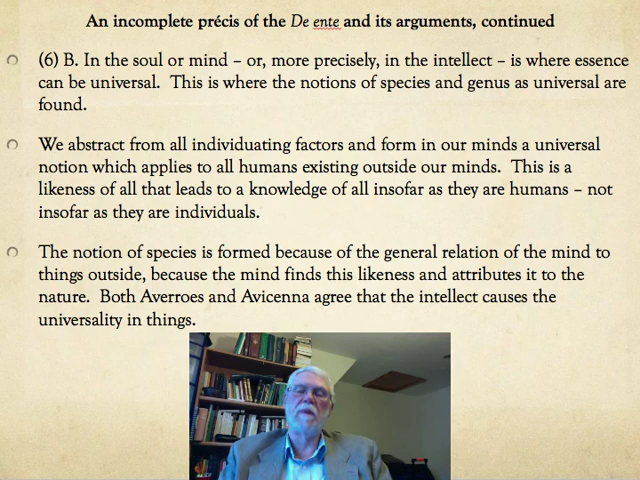 An incomplete précis of the De ente and its arguments, continued
(6) B. In the soul or mind – or, more precisely, in the intellect – is where essence
can be universal. This is where the notions of species and genus as universal are
found.
We abstract from all individuating factors and form in our minds a universal
notion which applies to all humans existing outside our minds. This is a
likeness of all that leads to a knowledge of all insofar as they are humans – not
insofar as they are individuals.
The notion of species is formed because of the general relation of the mind to
things outside, because the mind finds this likeness and attributes it to the
nature. Both Averroes and Avicenna agree that the intellect causes the
universality in things.